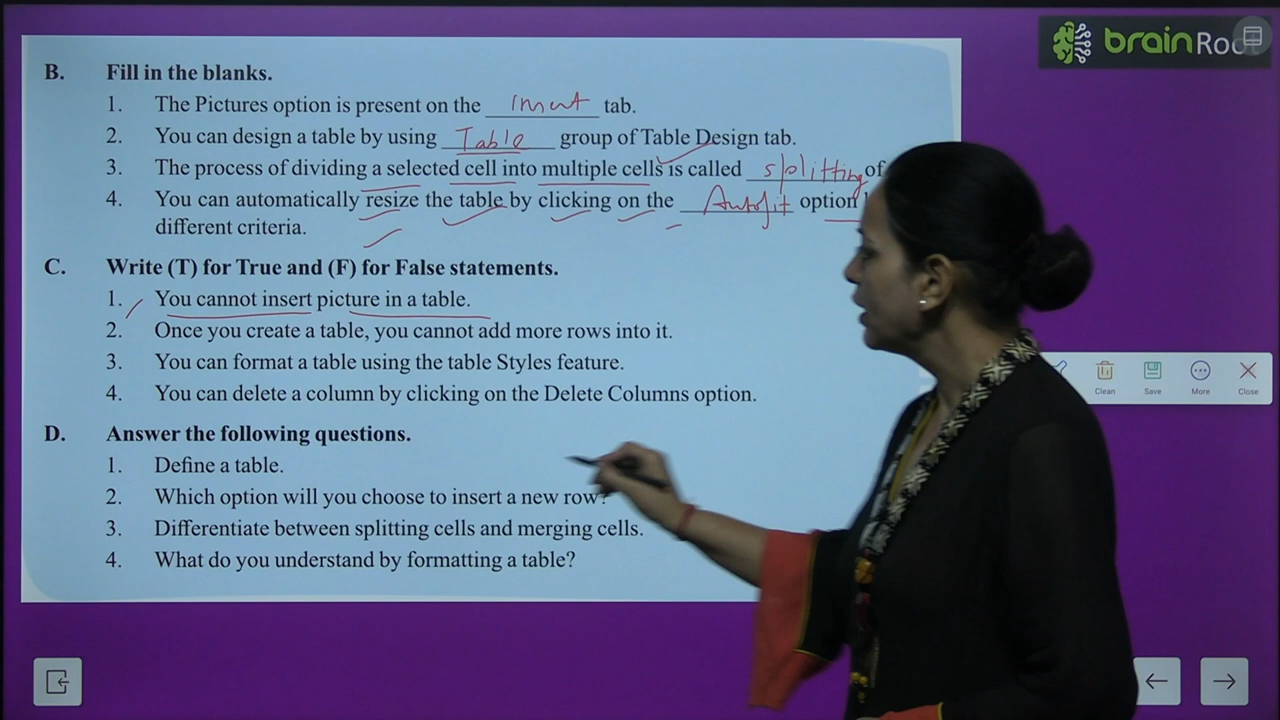 brainRoo
B. Fill in the blanks.
1. The Pictures option is present on the Insert tab.
2. You can design a table by using Table group of Table Design tab.
3. The process of dividing a selected cell into multiple cells is called splitting of
4. You can automatically resize the table by clicking on the Autofit option
different criteria.
C. Write (T) for True and (F) for False statements.
1. You cannot insert picture in a table.
2. Once you create a table, you cannot add more rows into it.
3. You can format a table using the table Styles feature.
4. You can delete a column by clicking on the Delete Columns option.
Clean Save More Close
D. Answer the following questions.
1. Define a table.
2. Which option will you choose to insert a new row?
3. Differentiate between splitting cells and merging cells.
4. What do you understand by formatting a table?